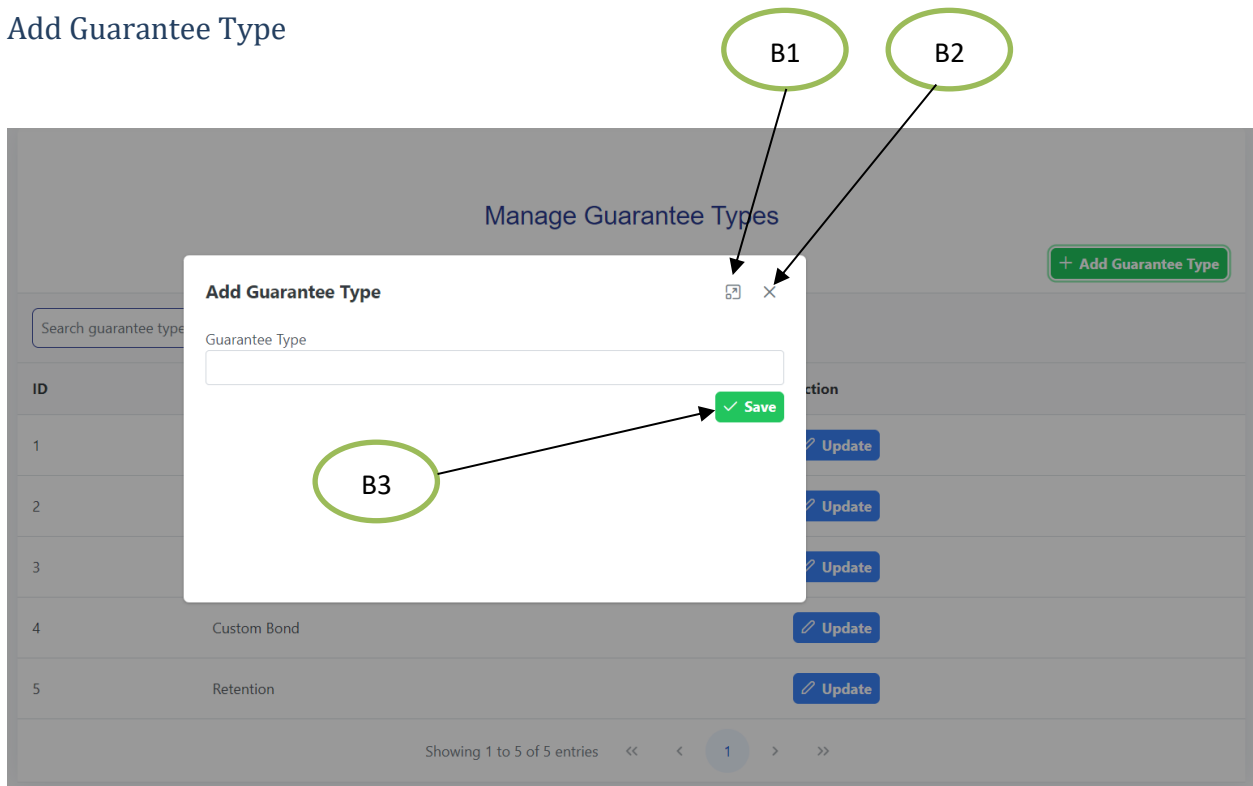 Add Guarantee Type
B1
B2
Manage Guarantee Types
+ Add Guarantee Type
Add Guarantee Type
Search guarantee type
Guarantee Type
ID
ction
Save
1
Update
B3
2
Update
3
Update
4 Custom Bond Update
5 Retention Update
Showing 1 to 5 of 5 entries << < 1 > >>